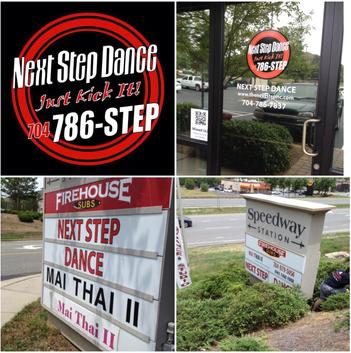 Next Step Dance
Just Kick It!
704 786-STEP
Next Step Dance
Just Kick It!
786-STEP
NEXT STEP DANCE
704-786-7837
FIREHOUSE
SUBS
NEXT STEP
DANCE
MAI THAI II
Mai Thai II
Speedway
STATION
FIREHOUSE
NEXT STEP